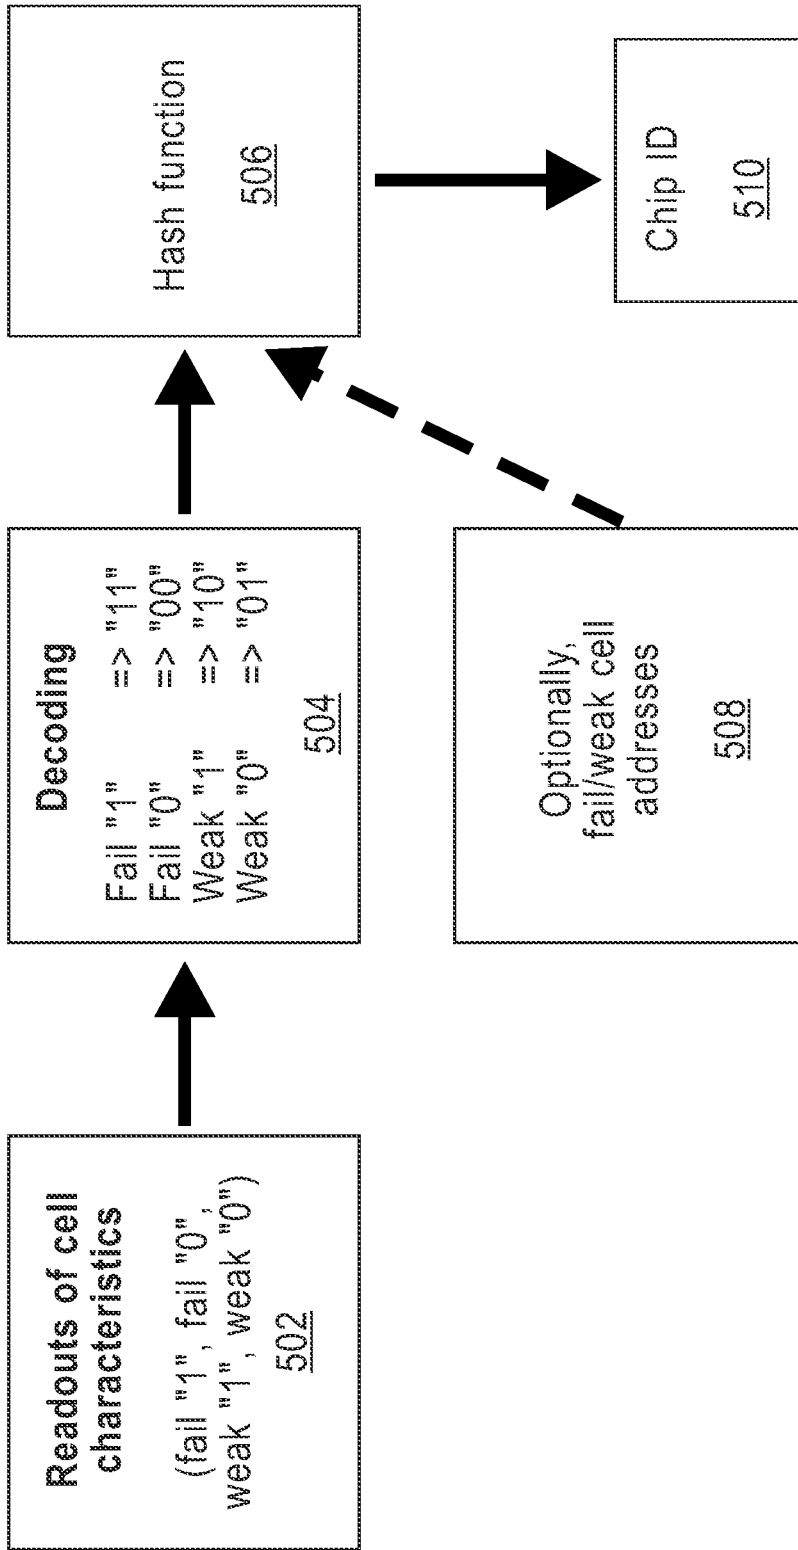 Readouts of cell
characteristics
(fail "1", fail "0",
weak "1", weak "0")
502
Decoding
Fail "1" => "11"
Fail "0" => "00"
Weak "1" => "10"
Weak "0" => "01"
504
Hash function
506
Optionally,
fail/weak cell
addresses
508
Chip ID
510